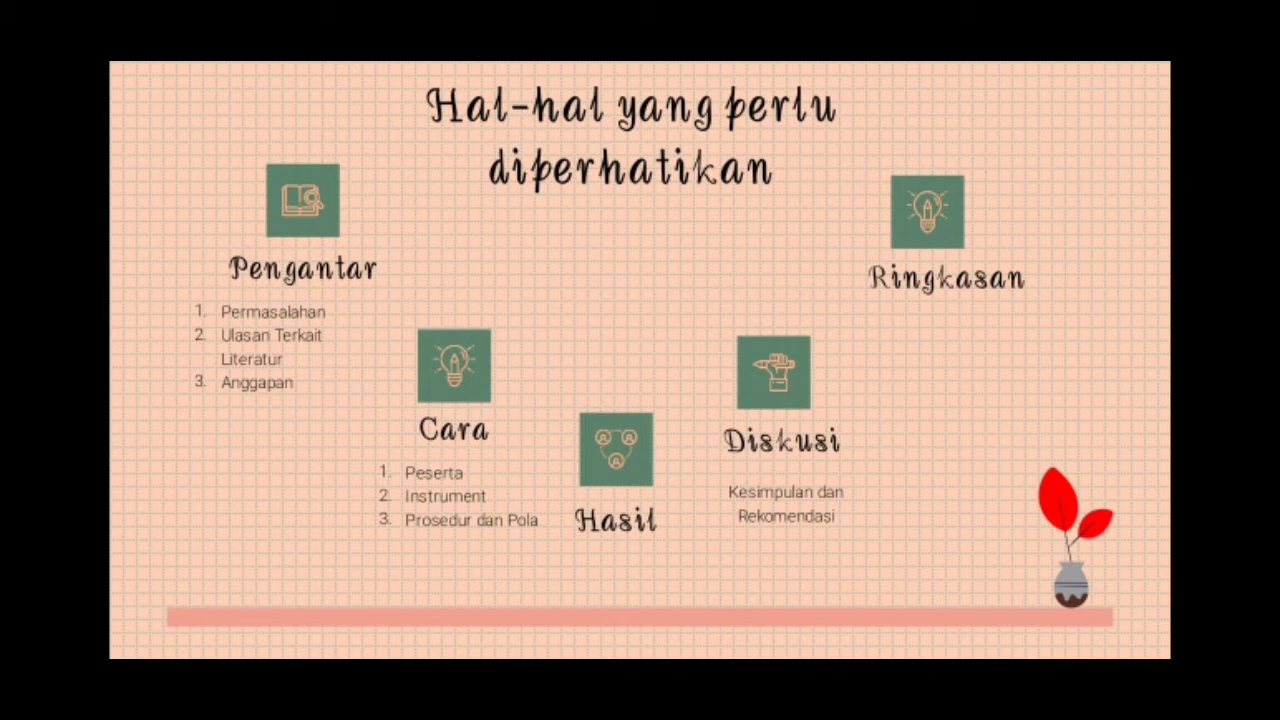 Hal-hal yang perlu
diperhatikan
Pengantar
1. Permasalahan
2. Ulasan Terkait
Literatur
3. Anggapan
Cara
1. Peserta
2. Instrument
3. Prosedur dan Pola
Hasil
Diskusi
Kesimpulan dan
Rekomendasi
Ringkasan